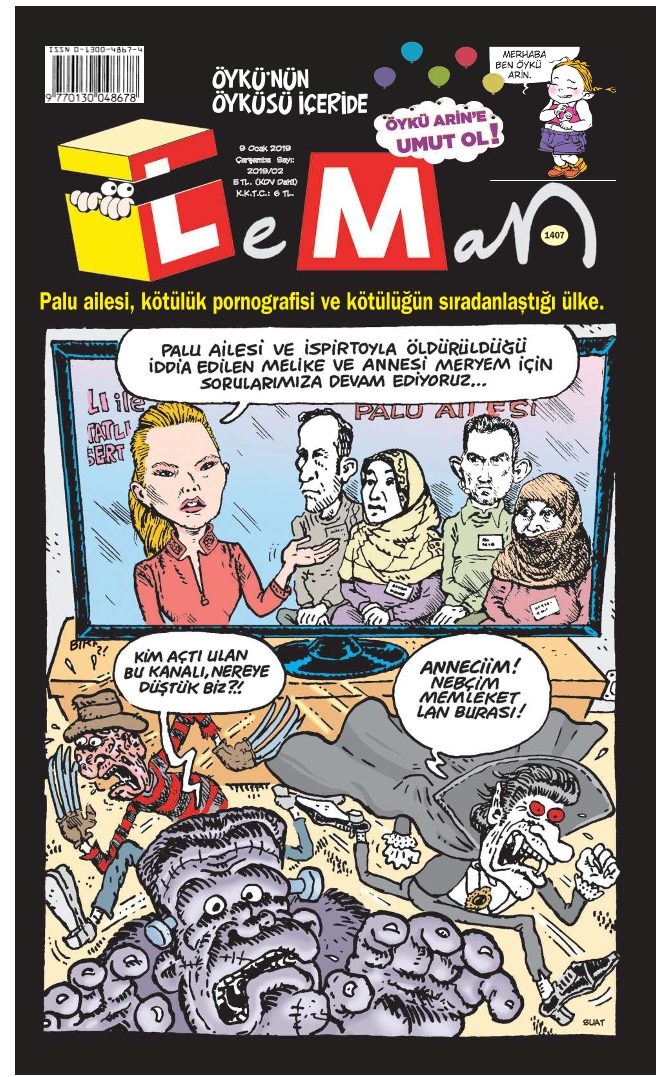 ISSN 0-1300-4867-4
9 770130 048678
ÖYKÜ'NÜN
ÖYKÜSÜ İÇERİDE
MERHABA
BEN ÖYKÜ
ARİN.
ÖYKÜ ARİN'E
UMUT OL!
9 Ocak 2019
Çarşamba Sayı:
2019/02
5 TL. (KDV Dahil)
K.K.T.C.: 6 TL.
LeMan
1407
Palu ailesi, kötülük pornografisi ve kötülüğün sıradanlaştığı ülke.
PALU AİLESİ VE İSPİRTOYLA ÖLDÜRÜLDÜĞÜ
İDDİA EDİLEN MELİKE VE ANNESİ MERYEM İÇİN
SORULARIMIZA DEVAM EDİYORUZ...
LI ile
TATLI
SERT
PALU AİLESİ
KİM AÇTI ULAN
BU KANALI, NEREYE
DÜŞTÜK BİZ?!
ANNECİİM!
NEBÇİM
MEMLEKET
LAN BURASI!
SUAT